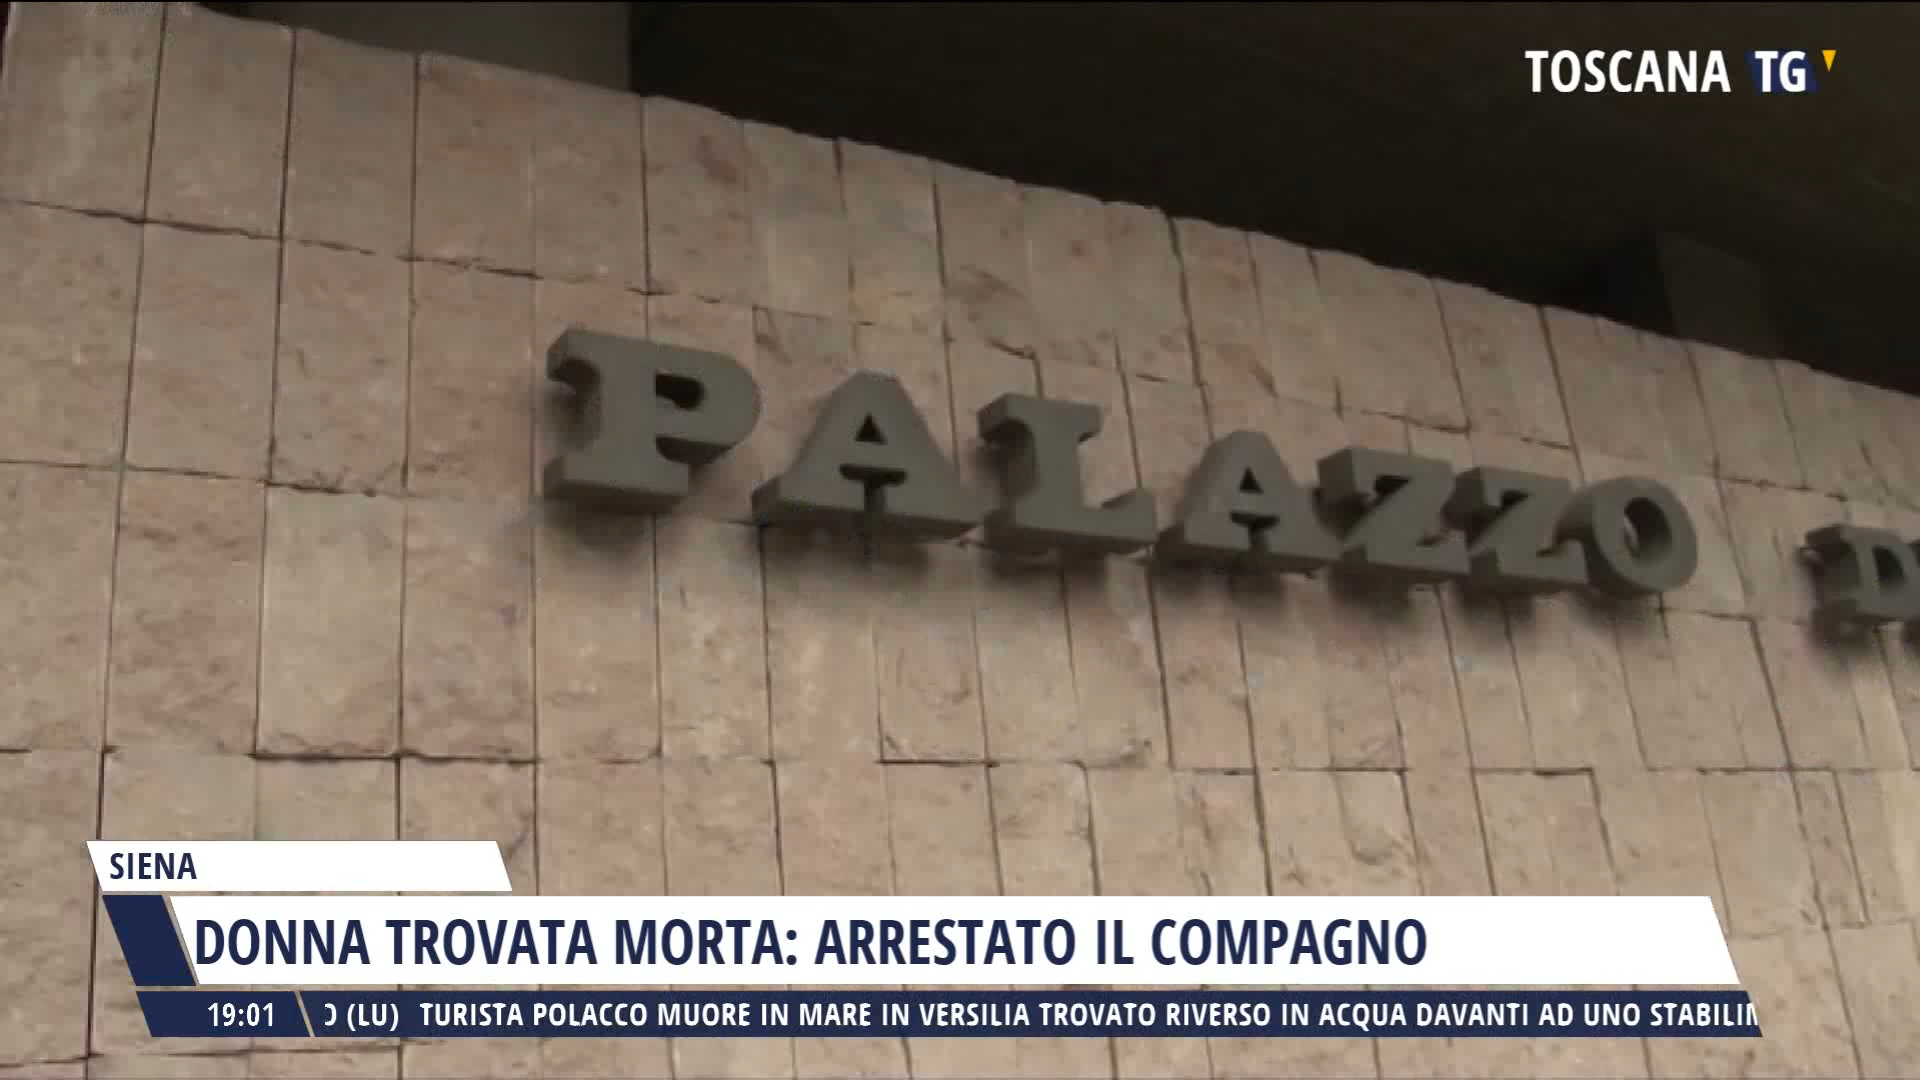 TOSCANA TG
PALAZZO
SIENA
DONNA TROVATA MORTA: ARRESTATO IL COMPAGNO
19:01 (LU) TURISTA POLACCO MUORE IN MARE IN VERSILIA TROVATO RIVERSO IN ACQUA DAVANTI AD UNO